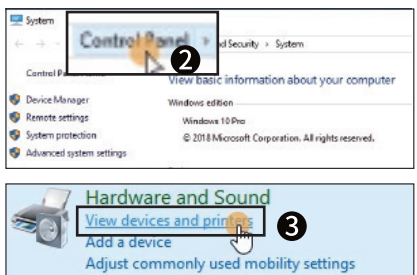 System
Control Panel >
2
nd Security > System
Control P
View basic information about your computer
Device Manager
Windows edition
Remote settings
Windows 10 Pro
System protection
© 2018 Microsoft Corporation. All rights reserved.
Advanced system settings
Hardware and Sound
View devices and printers
3
Add a device
Adjust commonly used mobility settings